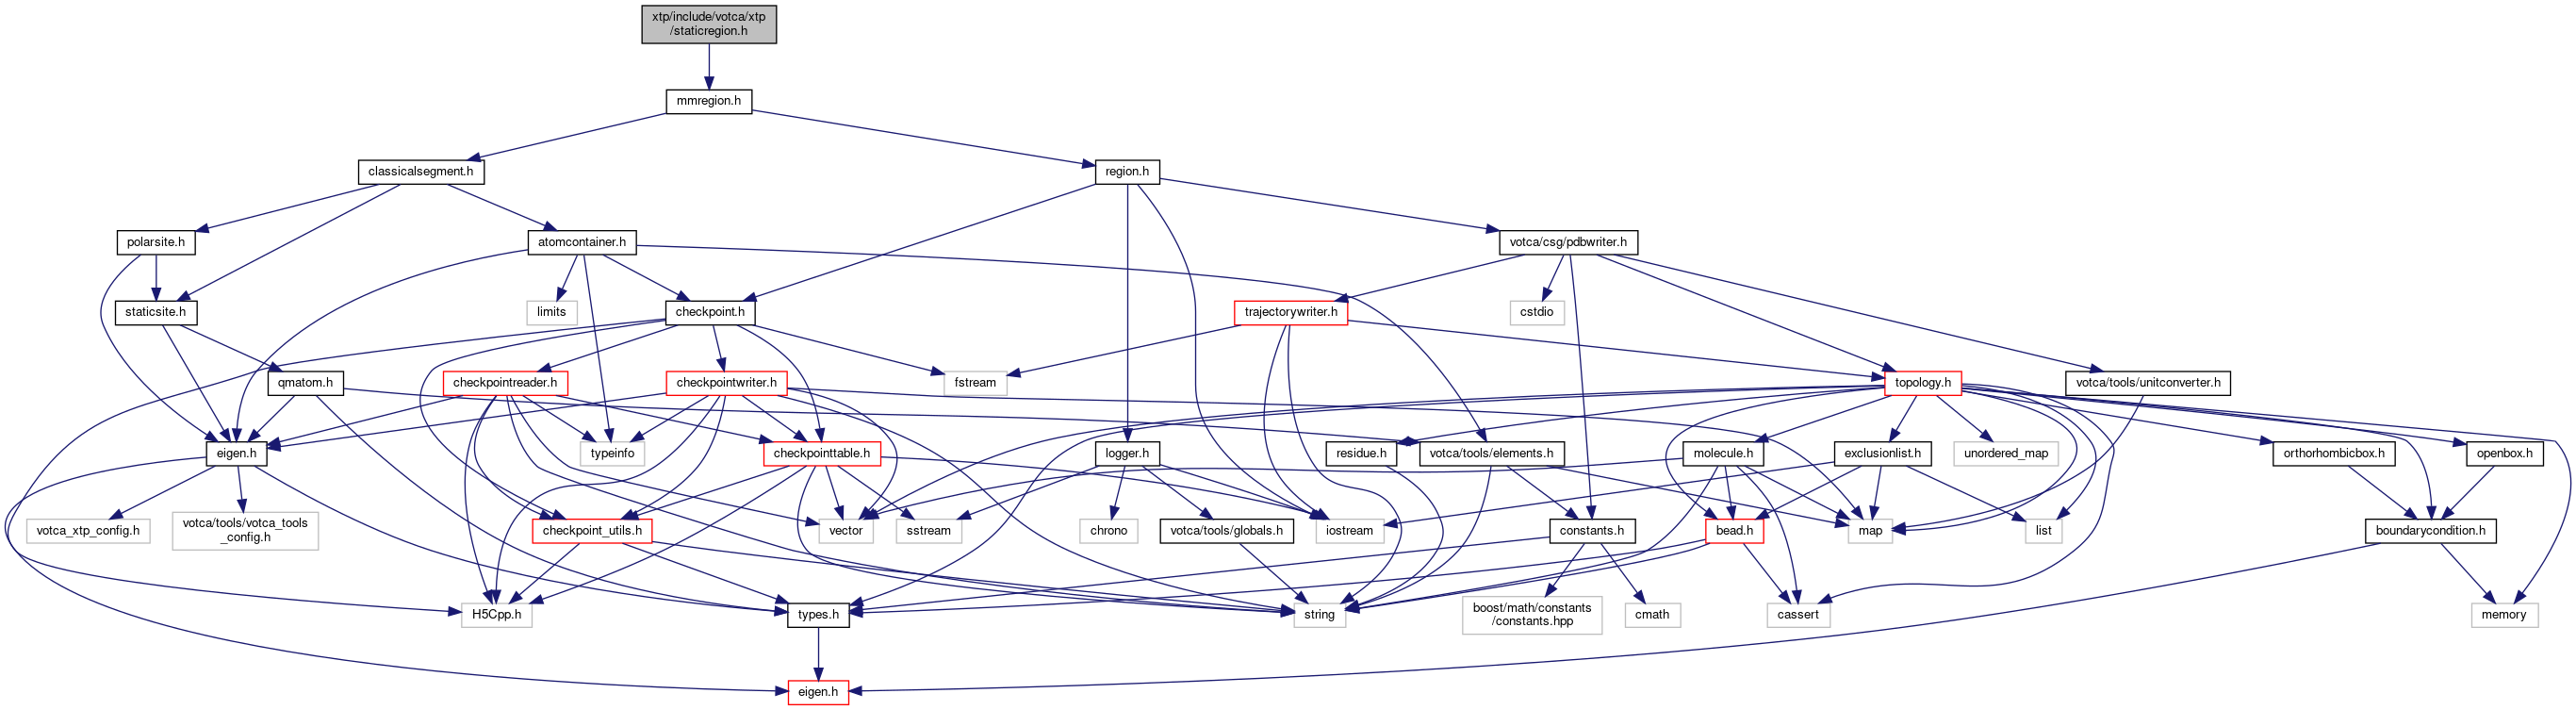 xtp/include/votca/xtp
/staticregion.h
mmregion.h
classicalsegment.h
region.h
polarsite.h
atomcontainer.h
votca/csg/pdbwriter.h
staticsite.h
limits
checkpoint.h
trajectorywriter.h
cstdio
qmatom.h
checkpointreader.h
checkpointwriter.h
fstream
topology.h
votca/tools/unitconverter.h
eigen.h
typeinfo
checkpointtable.h
logger.h
residue.h
votca/tools/elements.h
molecule.h
exclusionlist.h
unordered_map
orthorhombicbox.h
openbox.h
votca_xtp_config.h
votca/tools/votca_tools
_config.h
checkpoint_utils.h
vector
sstream
chrono
votca/tools/globals.h
iostream
constants.h
bead.h
map
list
boundarycondition.h
H5Cpp.h
types.h
string
boost/math/constants
/constants.hpp
cmath
cassert
memory
eigen.h